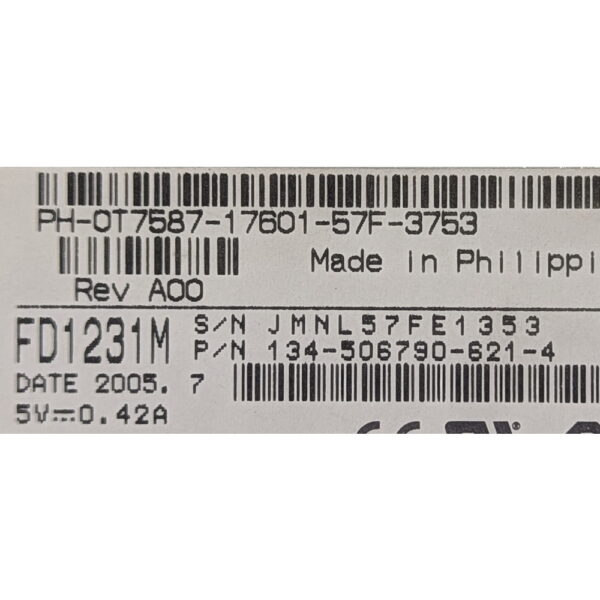 PH-0T7587-17601-57F-3753
Made in Philippi
Rev A00
FD1231M
S/N JMNL57FE1353
P/N 134-506790-621-4
DATE 2005. 7
5V⎓0.42A